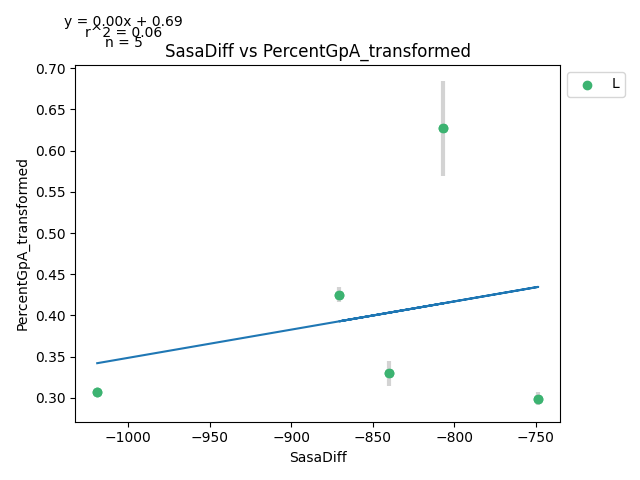 y = 0.00x + 0.69
r^2 = 0.06
n = 5
SasaDiff vs PercentGpA_transformed
L
PercentGpA_transformed
0.70
0.65
0.60
0.55
0.50
0.45
0.40
0.35
0.30
−1000 −950 −900 −850 −800 −750
SasaDiff